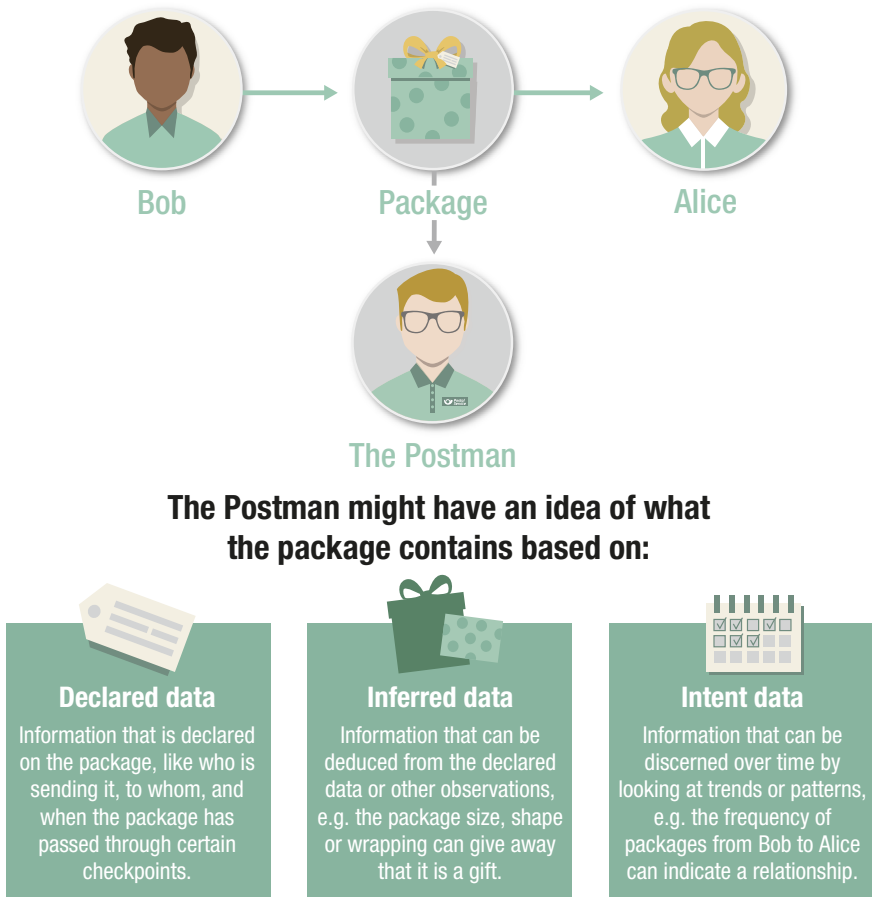 Bob
Package
Alice
The Postman
The Postman might have an idea of what
the package contains based on:
Declared data
Information that is declared
on the package, like who is
sending it, to whom, and
when the package has
passed through certain
checkpoints.
Inferred data
Information that can be
deduced from the declared
data or other observations,
e.g. the package size, shape
or wrapping can give away
that it is a gift.
Intent data
Information that can be
discerned over time by
looking at trends or patterns,
e.g. the frequency of
packages from Bob to Alice
can indicate a relationship.